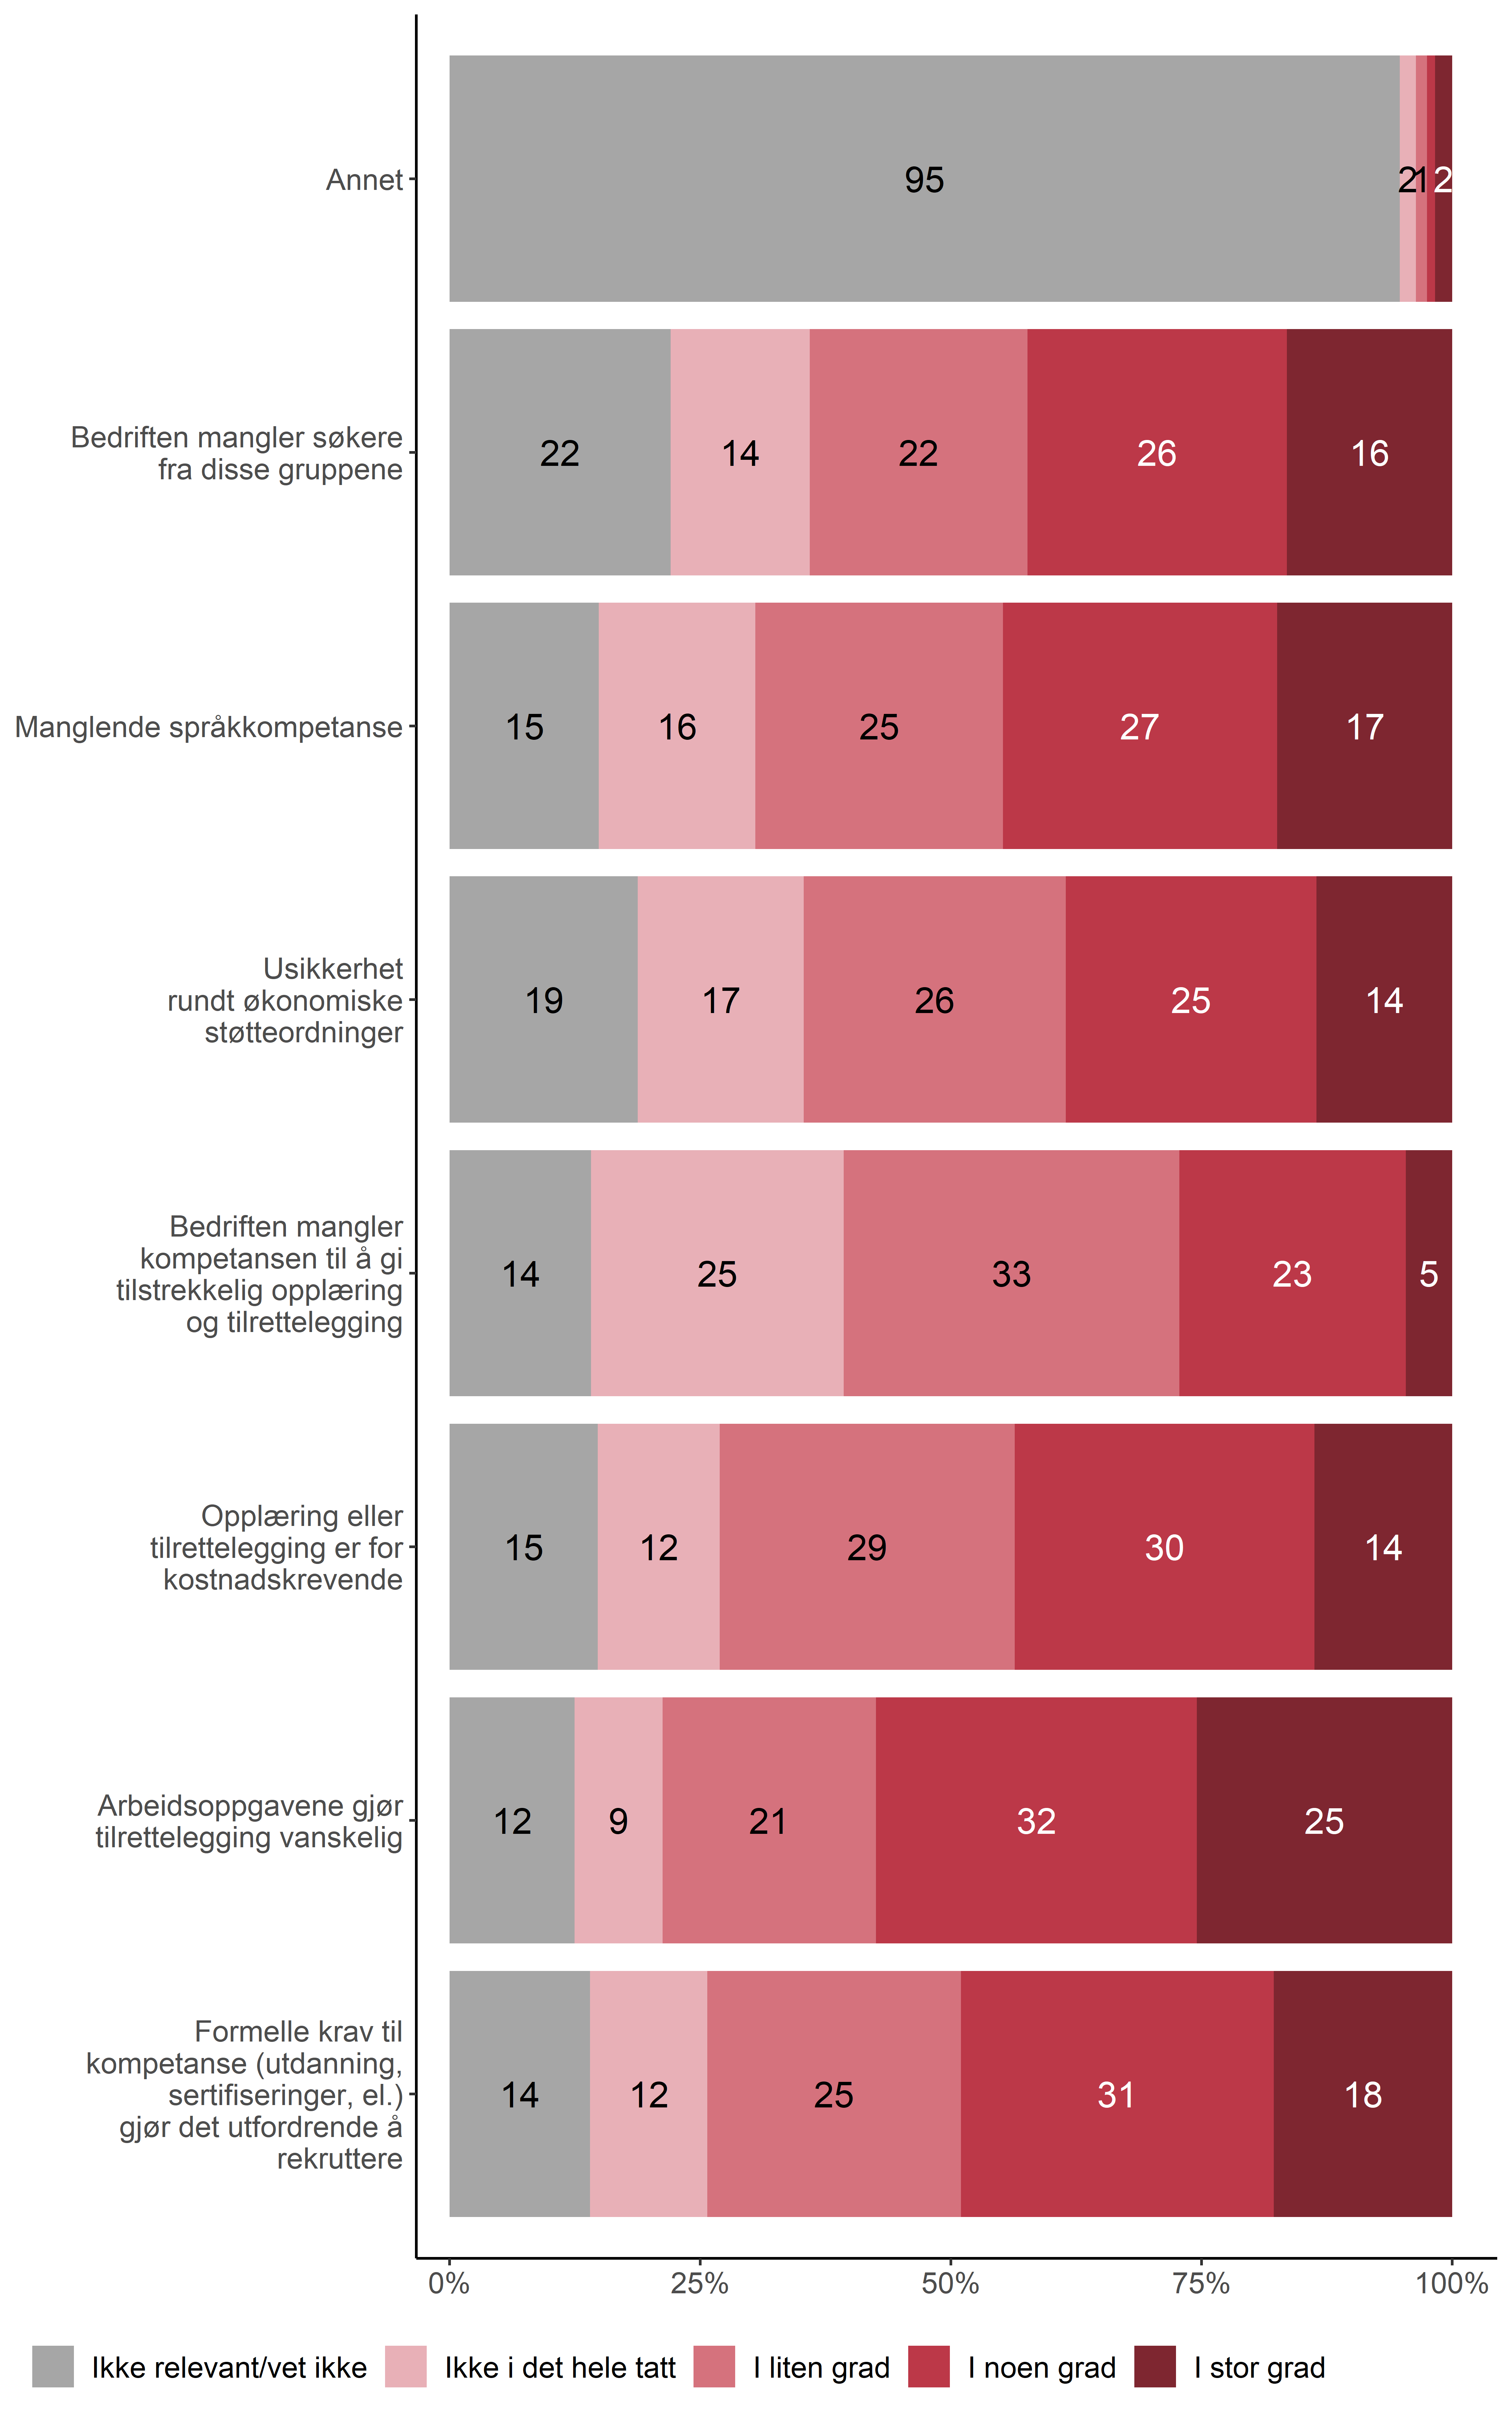 Annet
95
2
1
2
Bedriften mangler søkere
fra disse gruppene
22
14
22
26
16
Manglende språkkompetanse
15
16
25
27
17
Usikkerhet
rundt økonomiske
støtteordninger
19
17
26
25
14
Bedriften mangler
kompetansen til å gi
tilstrekkelig opplæring
og tilrettelegging
14
25
33
23
5
Opplæring eller
tilrettelegging er for
kostnadskrevende
15
12
29
30
14
Arbeidsoppgavene gjør
tilrettelegging vanskelig
12
9
21
32
25
Formelle krav til
kompetanse (utdanning,
sertifiseringer, el.)
gjør det utfordrende å
rekruttere
14
12
25
31
18
0%
25%
50%
75%
100%
Ikke relevant/vet ikke
Ikke i det hele tatt
I liten grad
I noen grad
I stor grad